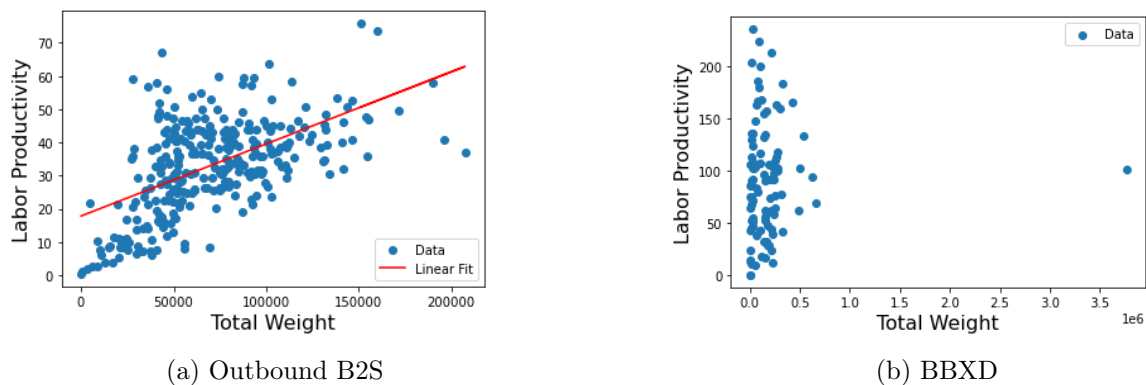 Labor Productivity
70
60
50
40
30
20
10
0
Data
Linear Fit
0 50000 100000 150000 200000
Total Weight
(a) Outbound B2S
Labor Productivity
200
150
100
50
0
Data
0.0 0.5 1.0 1.5 2.0 2.5 3.0 3.5
1e6
Total Weight
(b) BBXD